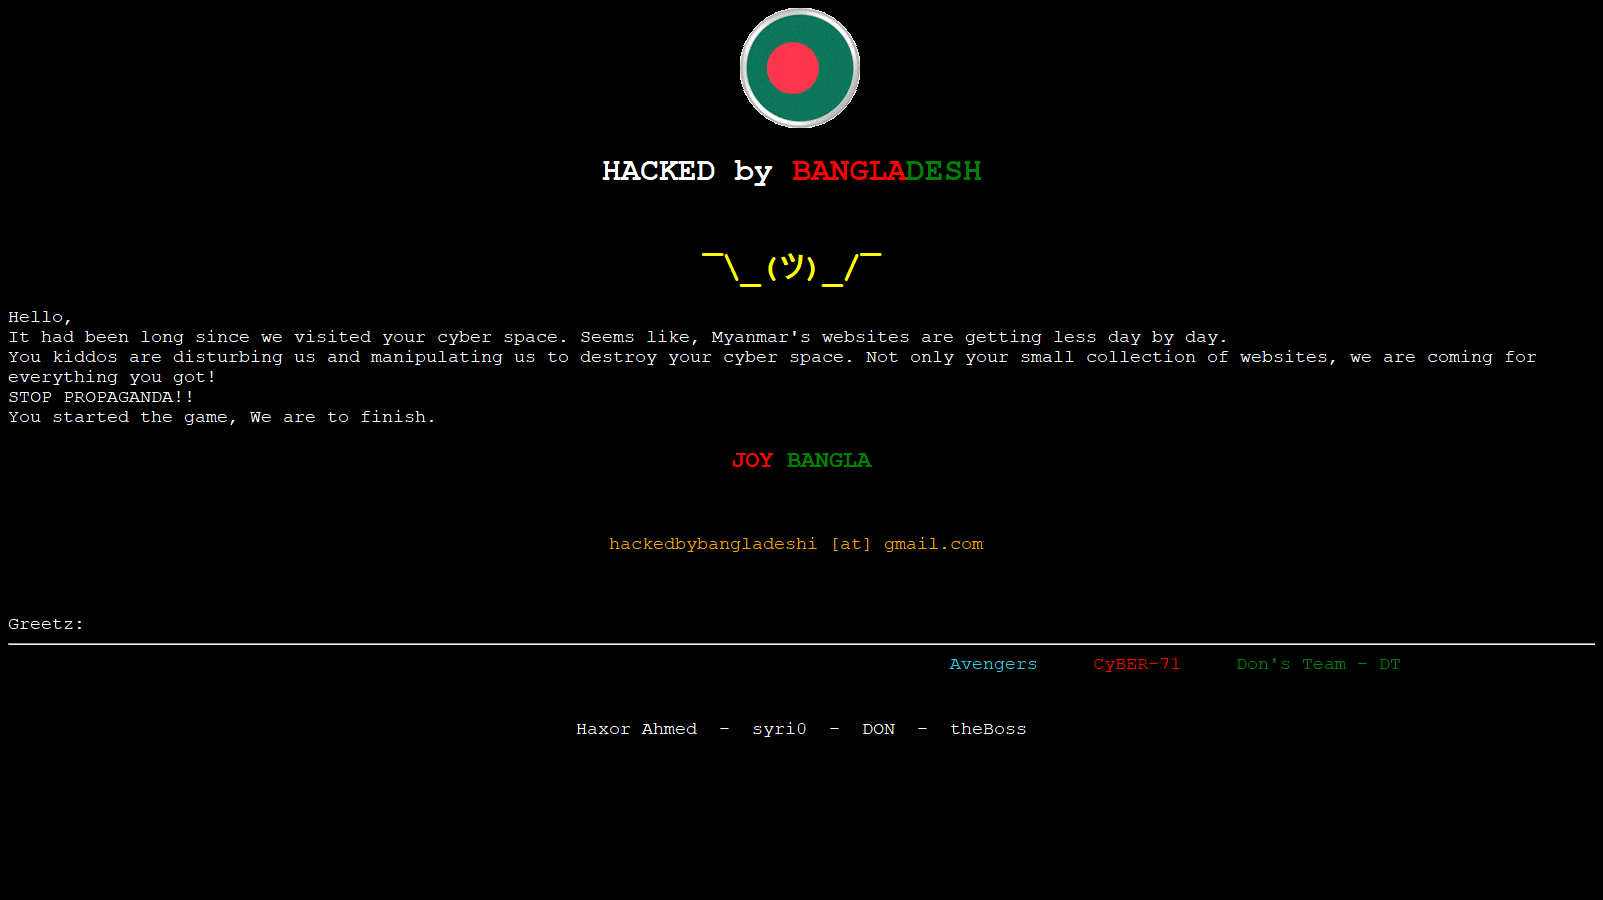 HACKED by BANGLADESH
¯\_(ツ)_/¯
Hello,
It had been long since we visited your cyber space. Seems like, Myanmar's websites are getting less day by day.
You kiddos are disturbing us and manipulating us to destroy your cyber space. Not only your small collection of websites, we are coming for
everything you got!
STOP PROPAGANDA!!
You started the game, We are to finish.
JOY BANGLA
hackedbybangladeshi [at] gmail.com
Greetz:
Avengers CyBER-71 Don's Team - DT
Haxor Ahmed - syri0 - DON - theBoss